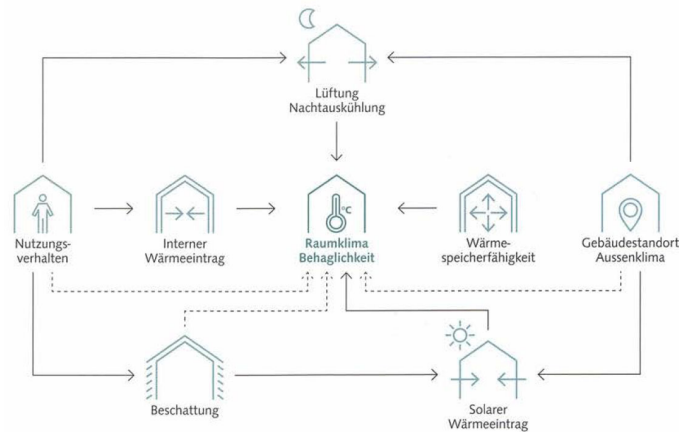 Lüftung
Nachtauskühlung
°C
Nutzungs-
verhalten
Interner
Wärmeeintrag
Raumklima
Behaglichkeit
Wärme-
speicherfähigkeit
Gebäudestandort
Aussenklima
Beschattung
Solarer
Wärmeeintrag